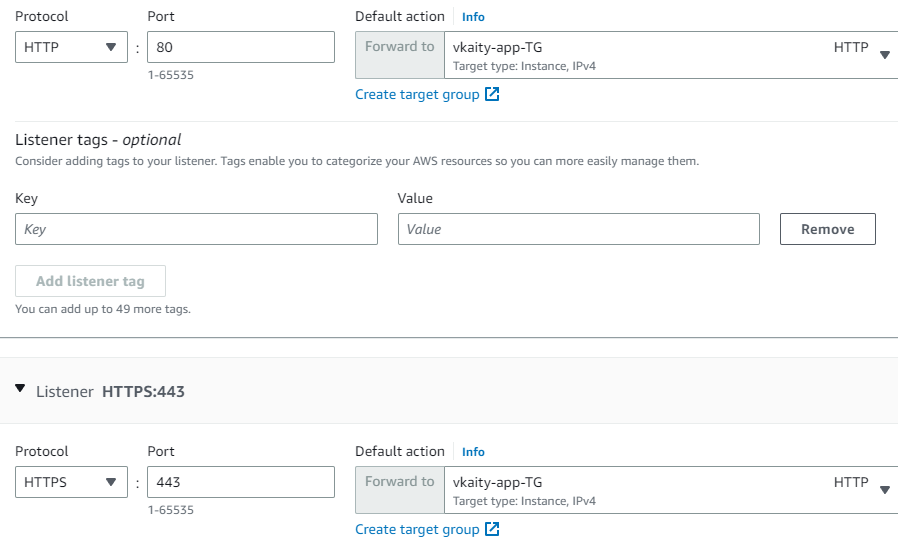 Protocol Port Default action Info
HTTP : 80 Forward to vkaity-app-TG HTTP
Target type: Instance, IPv4
1-65535
Create target group
Listener tags - optional
Consider adding tags to your listener. Tags enable you to categorize your AWS resources so you can more easily manage them.
Key Value
Key Value Remove
Add listener tag
You can add up to 49 more tags.
Listener HTTPS:443
Protocol Port Default action Info
HTTPS : 443 Forward to vkaity-app-TG HTTP
Target type: Instance, IPv4
1-65535
Create target group